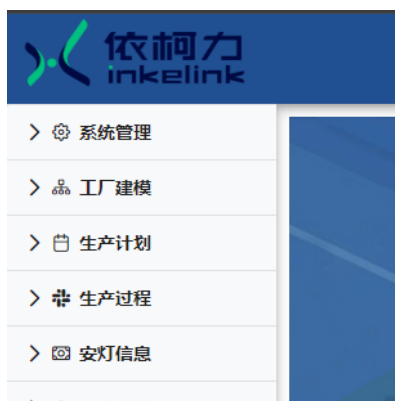 依柯力
inkelink
系统管理
工厂建模
生产计划
生产过程
安灯信息